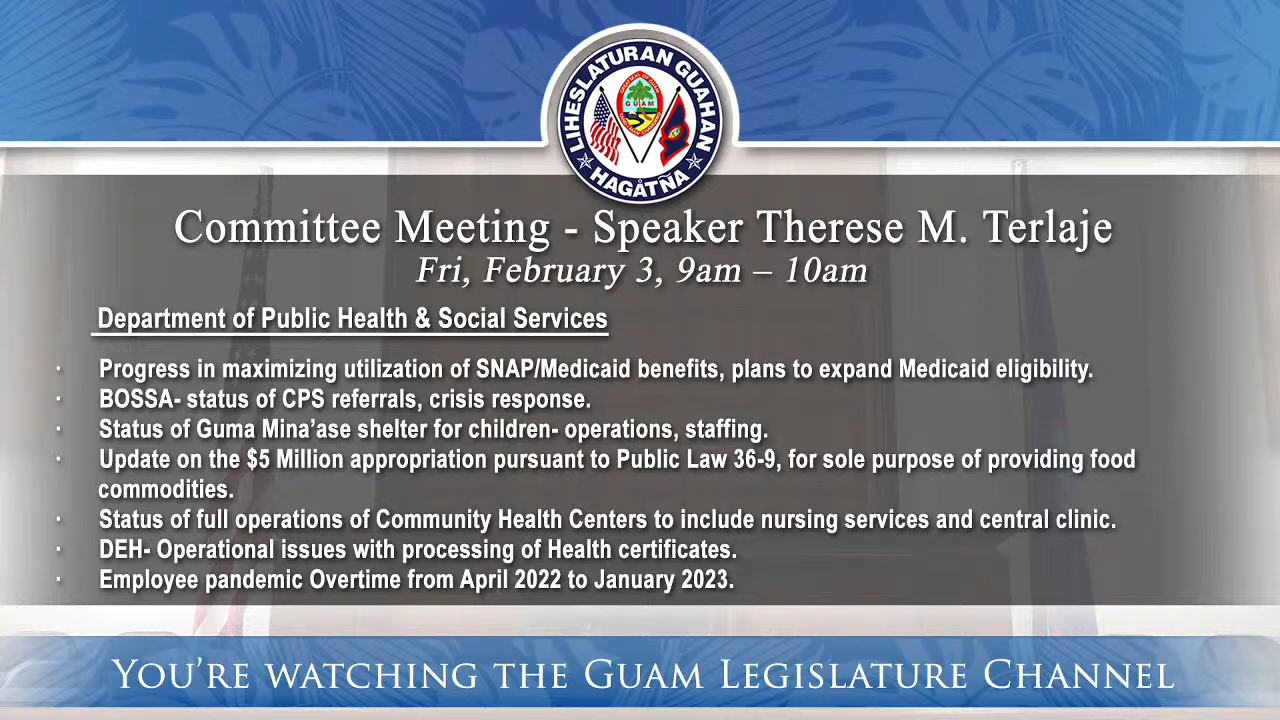 LIHESLATURAN GUAHAN
GUAM
HAGÅTÑA
Committee Meeting - Speaker Therese M. Terlaje
Fri, February 3, 9am – 10am
Department of Public Health & Social Services
· Progress in maximizing utilization of SNAP/Medicaid benefits, plans to expand Medicaid eligibility.
· BOSSA- status of CPS referrals, crisis response.
· Status of Guma Mina’ase shelter for children- operations, staffing.
· Update on the $5 Million appropriation pursuant to Public Law 36-9, for sole purpose of providing food
commodities.
· Status of full operations of Community Health Centers to include nursing services and central clinic.
· DEH- Operational issues with processing of Health certificates.
· Employee pandemic Overtime from April 2022 to January 2023.
YOU’RE WATCHING THE GUAM LEGISLATURE CHANNEL